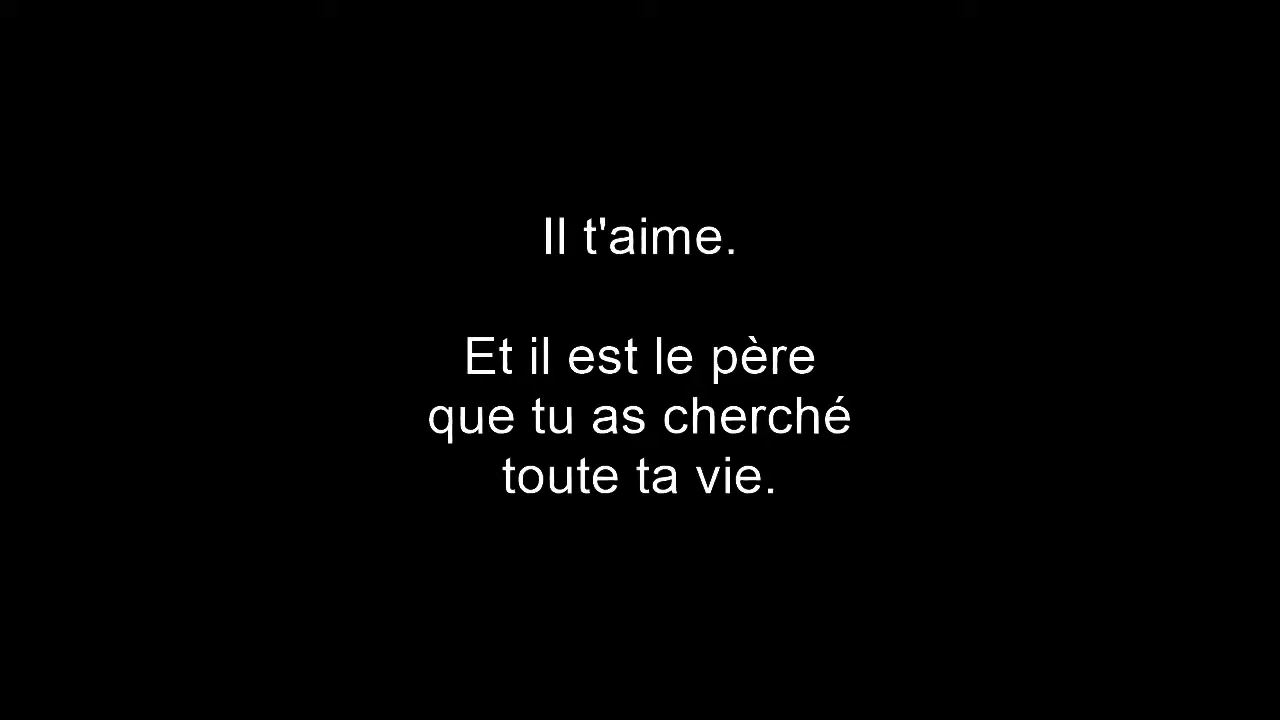 Il t'aime.
Et il est le père
que tu as cherché
toute ta vie.